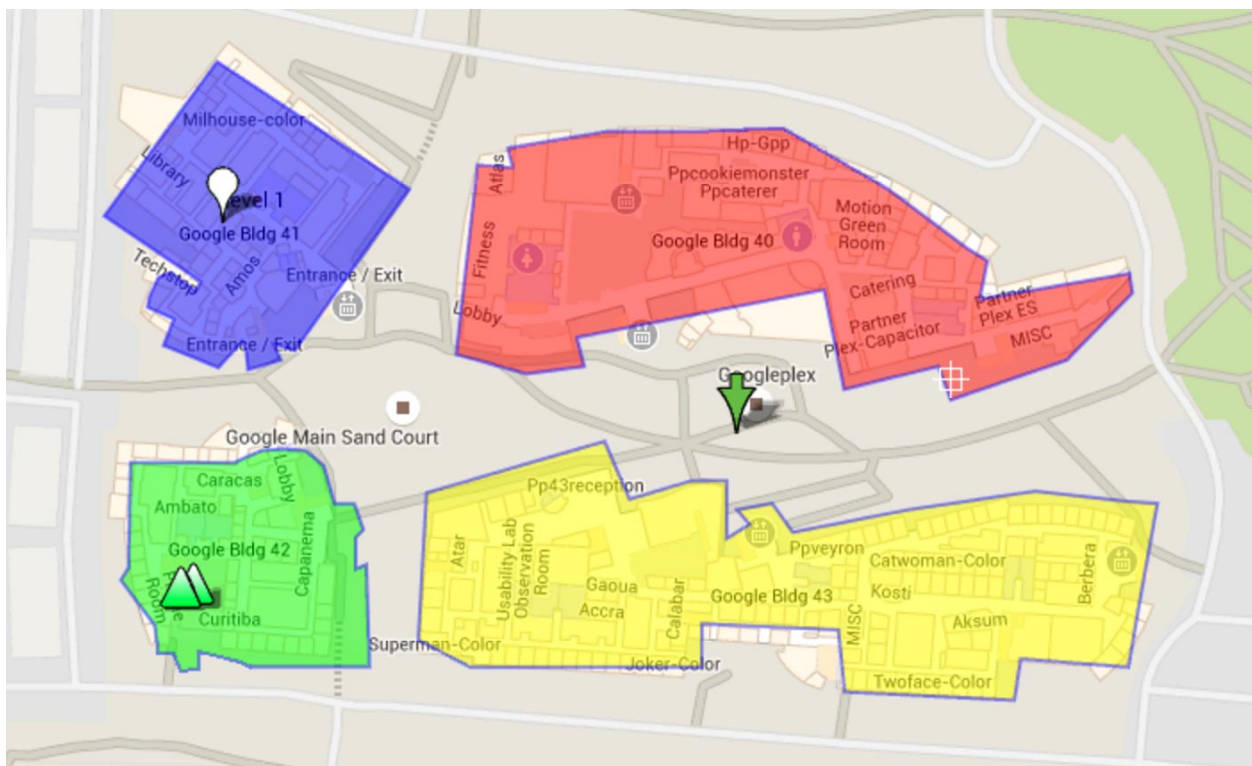 Milhouse-color
Library
Level 1
Google Bldg 41
Techstop
Amos
Entrance / Exit
Entrance / Exit
Hp-Gpp
Atlas
Ppcookiemonster
Ppcaterer
Motion
Green
Room
Fitness
Google Bldg 40
Catering
Lobby
Partner
Plex-Capacitor
Partner
Plex ES
MISC
Googleplex
Google Main Sand Court
Caracas
Lobby
Ambato
Google Bldg 42
Capanema
Room
Curitiba
Pp43reception
Atar
Usability Lab
Observation
Room
Gaoua
Accra
Calabar
Ppveyron
Catwoman-Color
Google Bldg 43
Kosti
Berbera
MISC
Aksum
Superman-Color
Joker-Color
Twoface-Color